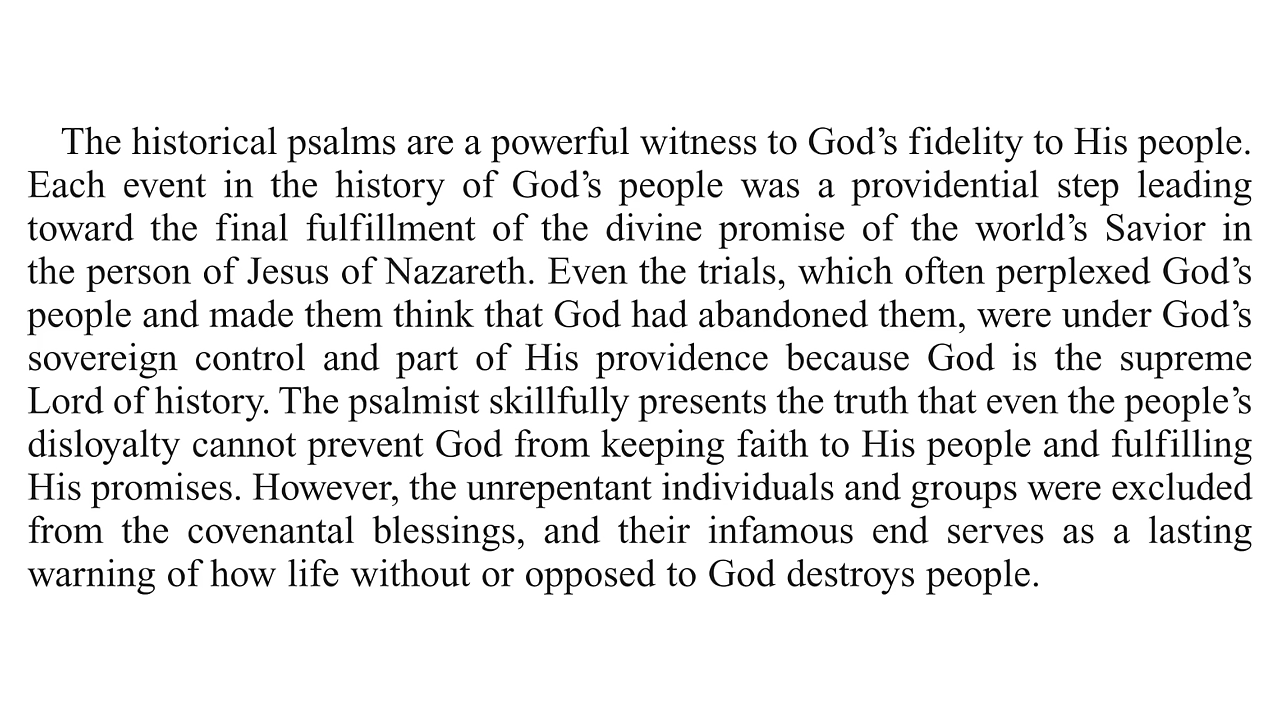 The historical psalms are a powerful witness to God’s fidelity to His people.
Each event in the history of God’s people was a providential step leading
toward the final fulfillment of the divine promise of the world’s Savior in
the person of Jesus of Nazareth. Even the trials, which often perplexed God’s
people and made them think that God had abandoned them, were under God’s
sovereign control and part of His providence because God is the supreme
Lord of history. The psalmist skillfully presents the truth that even the people’s
disloyalty cannot prevent God from keeping faith to His people and fulfilling
His promises. However, the unrepentant individuals and groups were excluded
from the covenantal blessings, and their infamous end serves as a lasting
warning of how life without or opposed to God destroys people.